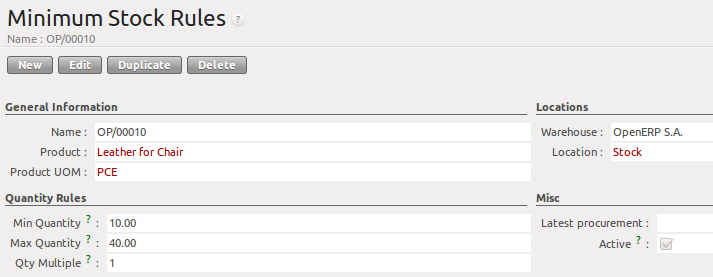 Minimum Stock Rules ?
Name : OP/00010
New Edit Duplicate Delete
General Information
Name : OP/00010
Product : Leather for Chair
Product UOM : PCE
Locations
Warehouse : OpenERP S.A.
Location : Stock
Quantity Rules
Min Quantity ? : 10.00
Max Quantity ? : 40.00
Qty Multiple ? : 1
Misc
Latest procurement :
Active ? :